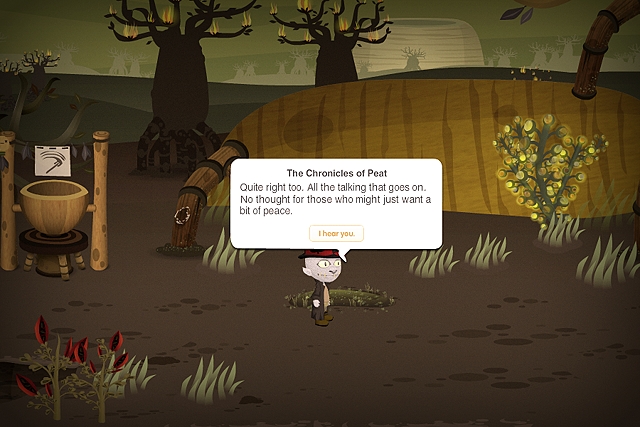 The Chronicles of Peat
Quite right too. All the talking that goes on.
No thought for those who might just want a
bit of peace.
I hear you.